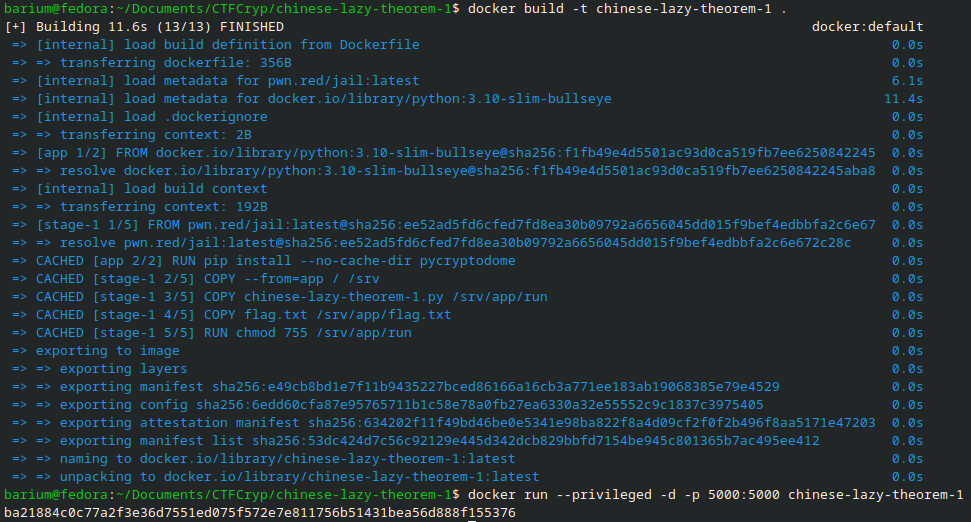 barium@fedora:~/Documents/CTFCryp/chinese-lazy-theorem-1$ docker build -t chinese-lazy-theorem-1 .
[+] Building 11.6s (13/13) FINISHED docker:default
=> [internal] load build definition from Dockerfile 0.0s
=> => transferring dockerfile: 356B 0.0s
=> [internal] load metadata for pwn.red/jail:latest 6.1s
=> [internal] load metadata for docker.io/library/python:3.10-slim-bullseye 11.4s
=> [internal] load .dockerignore 0.0s
=> => transferring context: 2B 0.0s
=> [app 1/2] FROM docker.io/library/python:3.10-slim-bullseye@sha256:f1fb49e4d5501ac93d0ca519fb7ee6250842245 0.0s
=> => resolve docker.io/library/python:3.10-slim-bullseye@sha256:f1fb49e4d5501ac93d0ca519fb7ee6250842245aba8 0.0s
=> [internal] load build context 0.0s
=> => transferring context: 192B 0.0s
=> [stage-1 1/5] FROM pwn.red/jail:latest@sha256:ee52ad5fd6cfed7fd8ea30b09792a6656045dd015f9bef4edbbfa2c6e67 0.0s
=> => resolve pwn.red/jail:latest@sha256:ee52ad5fd6cfed7fd8ea30b09792a6656045dd015f9bef4edbbfa2c6e672c28c 0.0s
=> CACHED [app 2/2] RUN pip install --no-cache-dir pycryptodome 0.0s
=> CACHED [stage-1 2/5] COPY --from=app / /srv 0.0s
=> CACHED [stage-1 3/5] COPY chinese-lazy-theorem-1.py /srv/app/run 0.0s
=> CACHED [stage-1 4/5] COPY flag.txt /srv/app/flag.txt 0.0s
=> CACHED [stage-1 5/5] RUN chmod 755 /srv/app/run 0.0s
=> exporting to image 0.0s
=> => exporting layers 0.0s
=> => exporting manifest sha256:e49cb8bd1e7f11b9435227bced86166a16cb3a771ee183ab19068385e79e4529 0.0s
=> => exporting config sha256:6edd60cfa87e95765711b1c58e78a0fb27ea6330a32e55552c9c1837c3975405 0.0s
=> => exporting attestation manifest sha256:634202f11f49bd46be0e5341e98ba822f8a4d09cf2f0f2b496f8aa5171e47203 0.0s
=> => exporting manifest list sha256:53dc424d7c56c92129e445d342dcb829bbfd7154be945c801365b7ac495ee412 0.0s
=> => naming to docker.io/library/chinese-lazy-theorem-1:latest 0.0s
=> => unpacking to docker.io/library/chinese-lazy-theorem-1:latest 0.0s
barium@fedora:~/Documents/CTFCryp/chinese-lazy-theorem-1$ docker run --privileged -d -p 5000:5000 chinese-lazy-theorem-1
ba21884c0c77a2f3e36d7551ed075f572e7e811756b51431bea56d888f155376